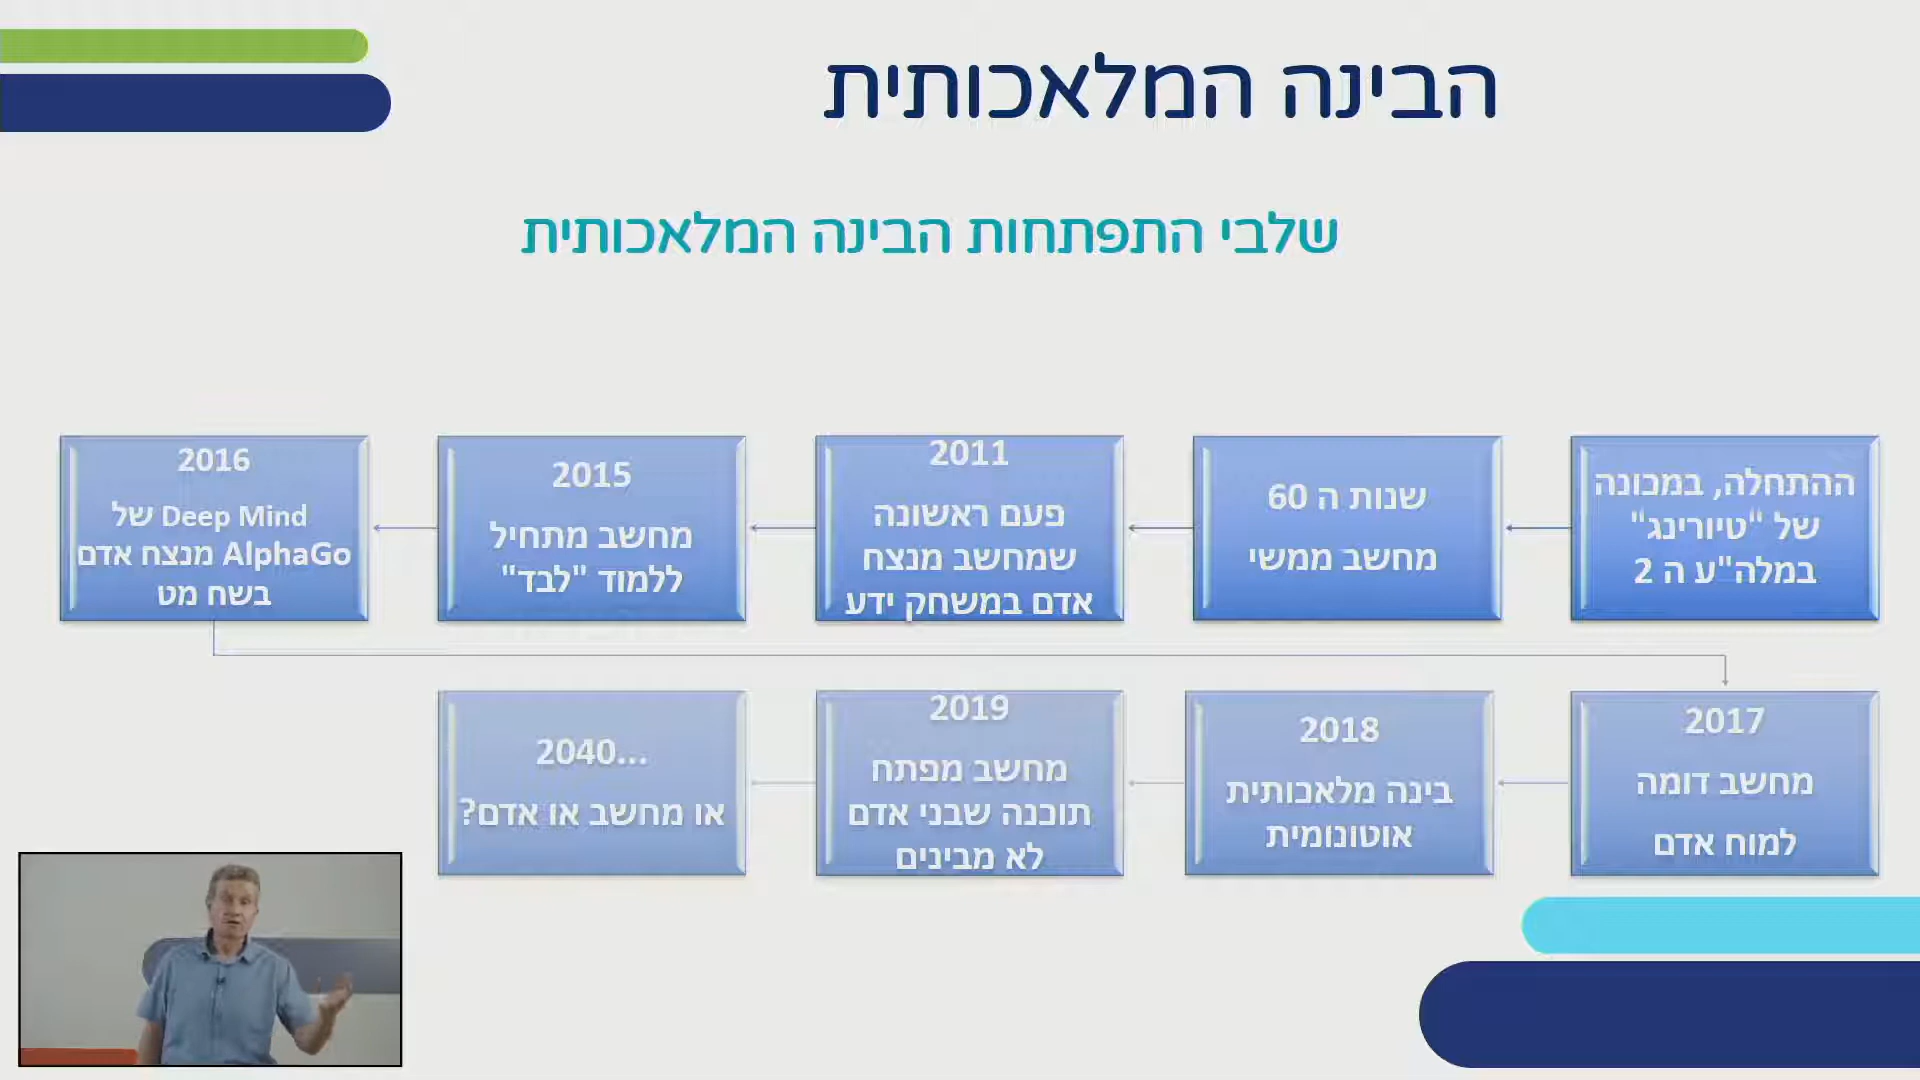 הבינה המלאכותית
שלבי התפתחות הבינה המלאכותית
ההתחלה, במכונה
של "טיורינג"
במלה"ע ה 2
שנות ה 60
מחשב ממשי
2011
פעם ראשונה
שמחשב מנצח
אדם במשחק ידע
2015
מחשב מתחיל
ללמוד "לבד"
2016
Deep Mind של
AlphaGo מנצח אדם
בשח מט
2017
מחשב דומה
למוח אדם
2018
בינה מלאכותית
אוטונומית
2019
מחשב מפתח
תוכנה שבני אדם
לא מבינים
2040...
או מחשב או אדם?